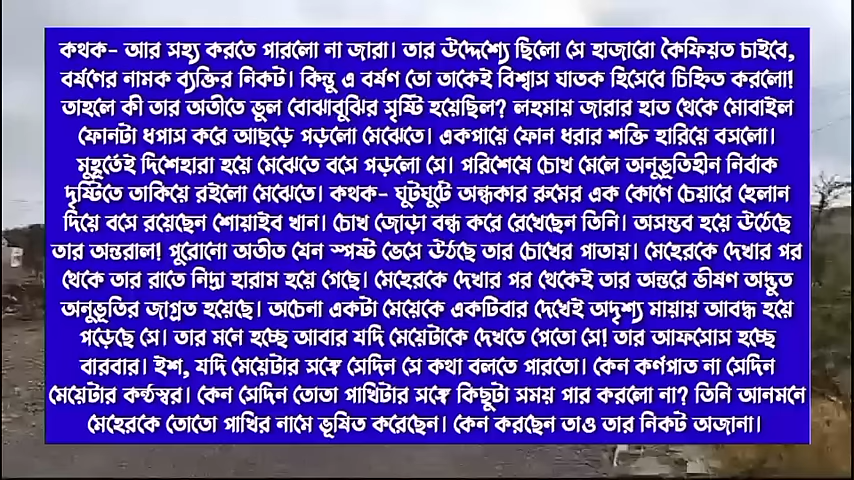 কথক- আর সহ্য করতে পারলো না জারা। তার উদ্দেশ্যে ছিলো সে হাজারো কৈফিয়ত চাইবে,
বর্ষণের নামক ব্যক্তির নিকট। কিন্তু এ বর্ষণ তো তাকেই বিশ্বাস ঘাতক হিসেবে চিহ্নিত করলো!
তাহলে কী তার অতীতে ভুল বোঝাবুঝির সৃষ্টি হয়েছিল? লহমায় জারার হাত থেকে মোবাইল
ফোনটা ধপাস করে আছড়ে পড়লো মেঝেতে। একপায়ে ফোন ধরার শক্তি হারিয়ে বসলো।
মুহূর্তেই দিশেহারা হয়ে মেঝেতে বসে পড়লো সে। পরিশেষে চোখ মেলে অনুভূতিহীন নির্বাক
দৃষ্টিতে তাকিয়ে রইলো মেঝেতে। কথক- ঘুটঘুটে অন্ধকার রুমের এক কোণে চেয়ারে হেলান
দিয়ে বসে রয়েছেন শোয়াইব খান। চোখ জোড়া বন্ধ করে রেখেছেন তিনি। অসম্ভব হয়ে উঠেছে
তার অন্তরাল! পুরোনো অতীত যেন স্পষ্ট ভেসে উঠছে তার চোখের পাতায়। মেহেরকে দেখার পর
থেকে তার রাতে নিদ্রা হারাম হয়ে গেছে। মেহেরকে দেখার পর থেকেই তার অন্তরে ভীষণ অদ্ভুত
অনুভূতির জাগ্রত হয়েছে। অচেনা একটা মেয়েকে একটিবার দেখেই অদৃশ্য মায়ায় আবদ্ধ হয়ে
পড়েছে সে। তার মনে হচ্ছে আবার যদি মেয়েটাকে দেখতে পেতো সে! তার আফসোস হচ্ছে
বারবার। ইশ, যদি মেয়েটার সঙ্গে সেদিন সে কথা বলতে পারতো। কেন কর্ণপাত না সেদিন
মেয়েটার কন্ঠস্বর। কেন সেদিন তোতা পাখিটার সঙ্গে কিছুটা সময় পার করলো না? তিনি আনমনে
মেহেরকে তোতো পাখির নামে ভূষিত করেছেন। কেন করছেন তাও তার নিকট অজানা।